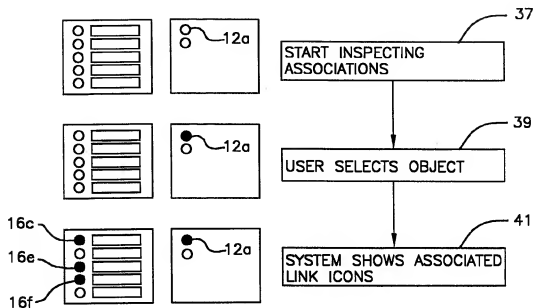 37
12a
START INSPECTING
ASSOCIATIONS
39
12a
USER SELECTS OBJECT
16c
41
12a
16e
SYSTEM SHOWS ASSOCIATED
LINK ICONS
16f